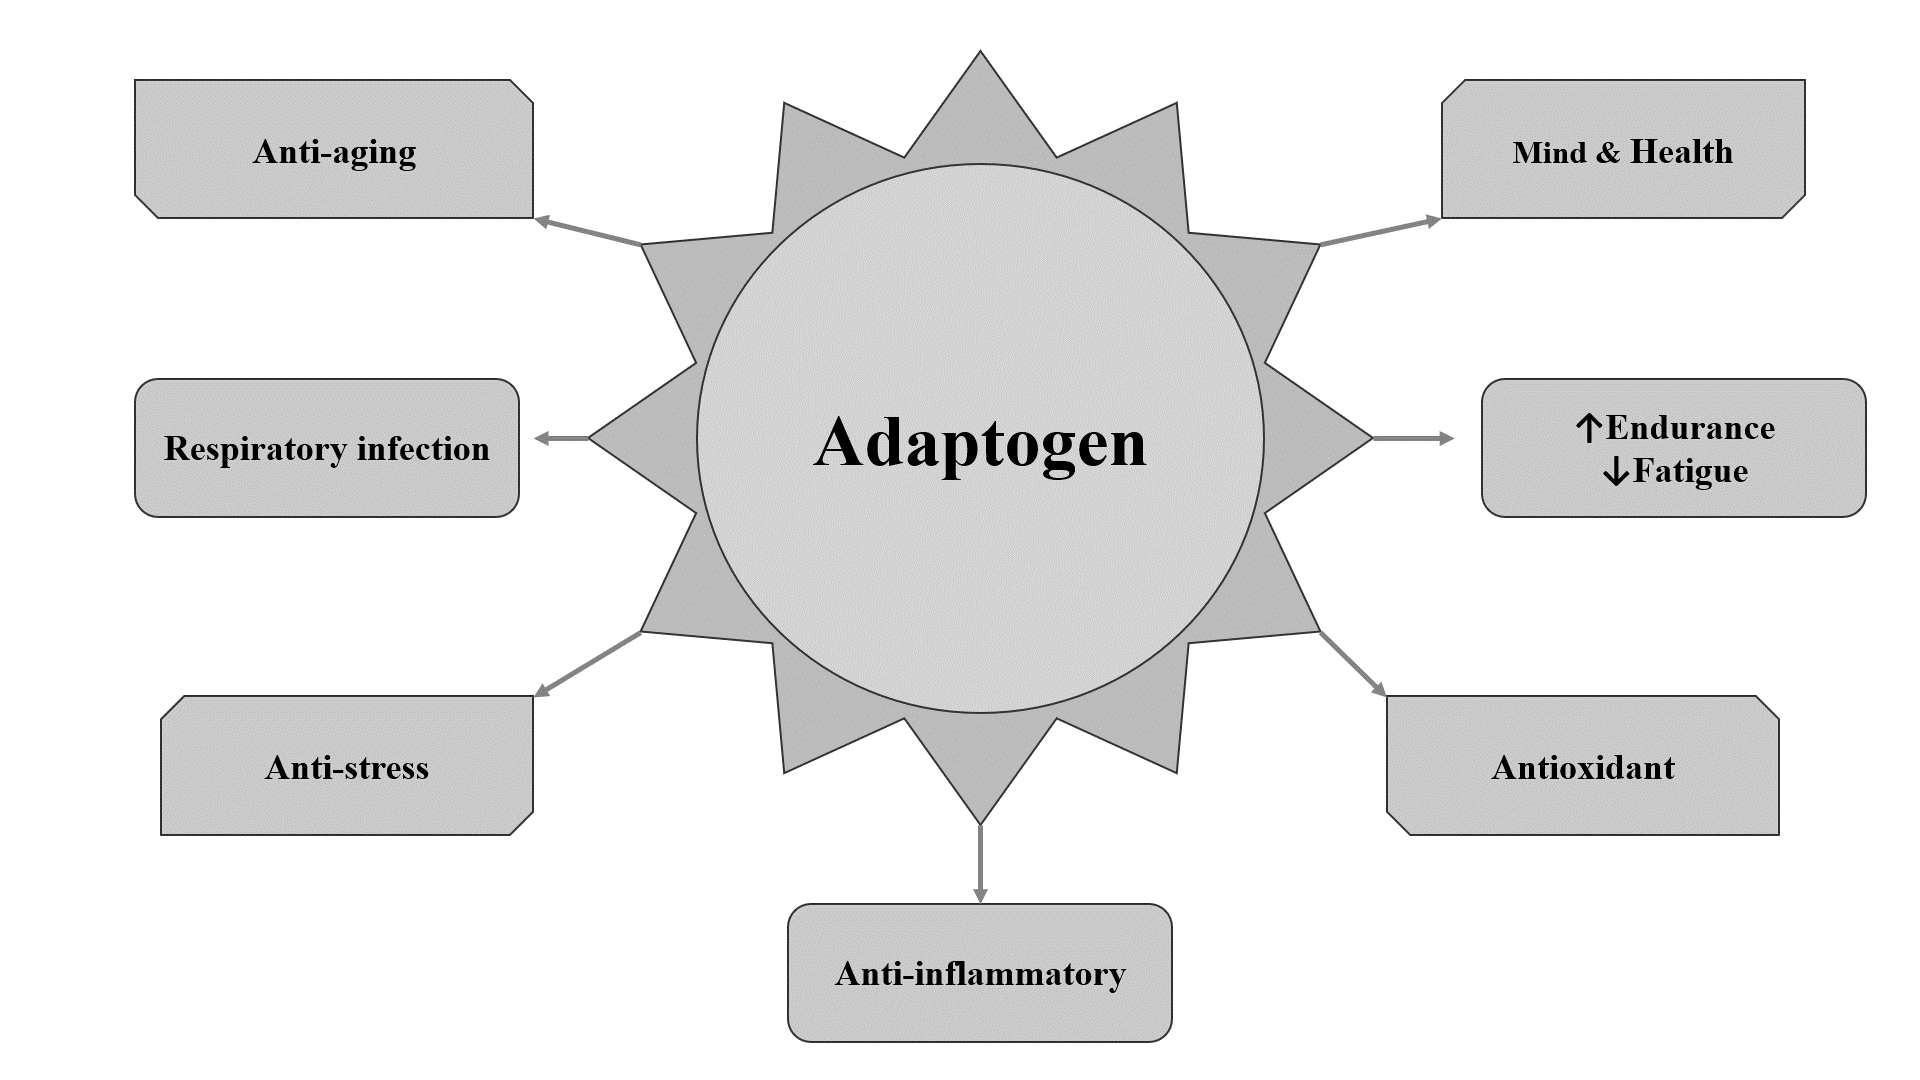 Anti-aging
Mind & Health
Respiratory infection
Adaptogen
↑Endurance
↓Fatigue
Anti-stress
Antioxidant
Anti-inflammatory